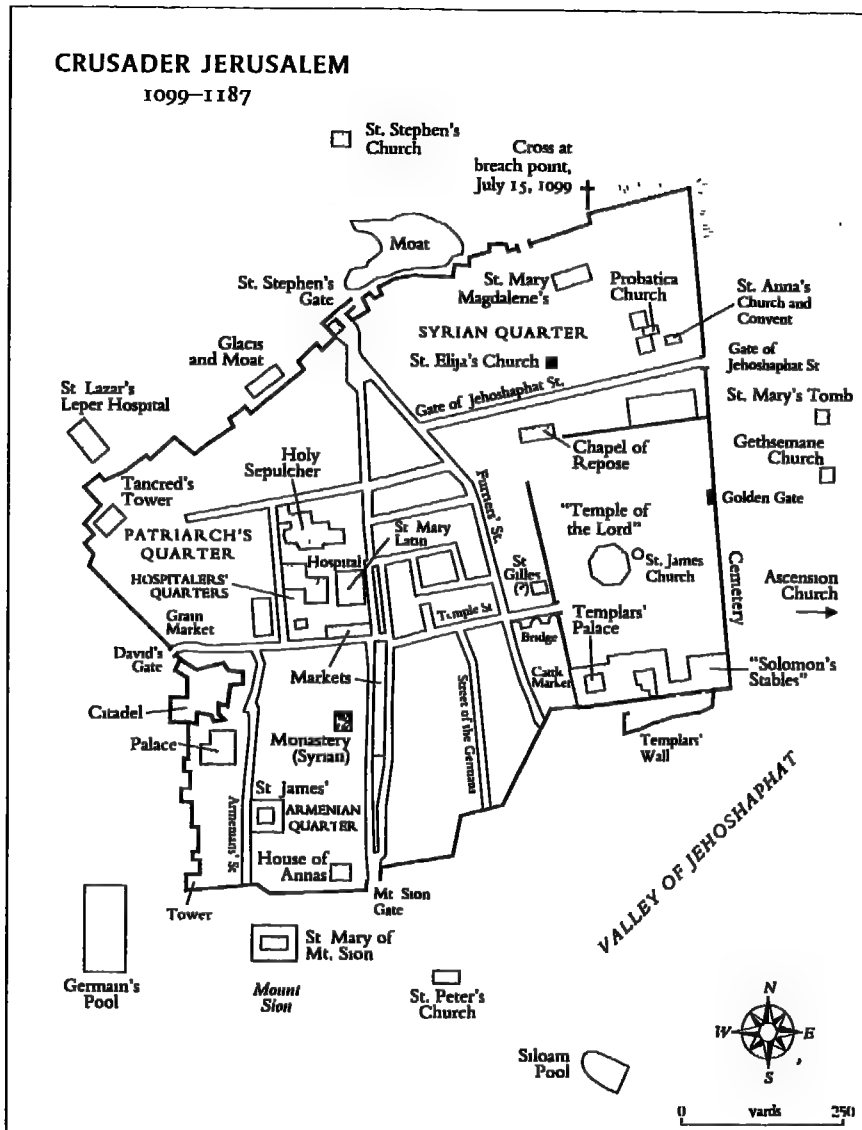 CRUSADER JERUSALEM
1099–1187
St. Stephen's
Church
Cross at
breach point,
July 15, 1099
Moat
St. Stephen's
Gate
St. Mary
Magdalene's
Probatica
Church
St. Anna's
Church and
Convent
SYRIAN QUARTER
Glacis
and Moat
St. Elija's Church
Gate of
Jehoshaphat St
Gate of Jehoshaphat St.
St Lazar's
Leper Hospital
St. Mary's Tomb
Chapel of
Repose
Gethsemane
Church
Holy
Sepulcher
Furriers' St.
Tancred's
Tower
Golden Gate
"Temple of
the Lord"
PATRIARCH'S
QUARTER
St Mary
Latin
Hospital
St. James
Church
Cemetery
St
Gilles
(?)
HOSPITALERS'
QUARTERS
Ascension
Church
Grain
Market
Temple St
Templars'
Palace
Bridge
David's
Gate
Markets
Cattle
Market
"Solomon's
Stables"
Citadel
Street of the Germans
Palace
Monastery
(Syrian)
Templars'
Wall
St James'
ARMENIAN
QUARTER
Armenians' St
House of
Annas
VALLEY OF JEHOSHAPHAT
Mt Sion
Gate
Tower
St Mary of
Mt. Sion
Germain's
Pool
Mount
Sion
St. Peter's
Church
Siloam
Pool
N
W E
S
0 yards 250